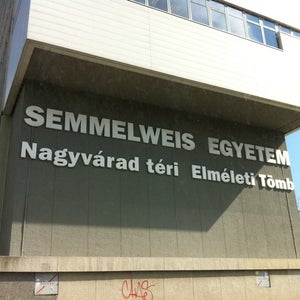 SEMMELWEIS EGYETEM
Nagyvárad téri Elméleti Tömb